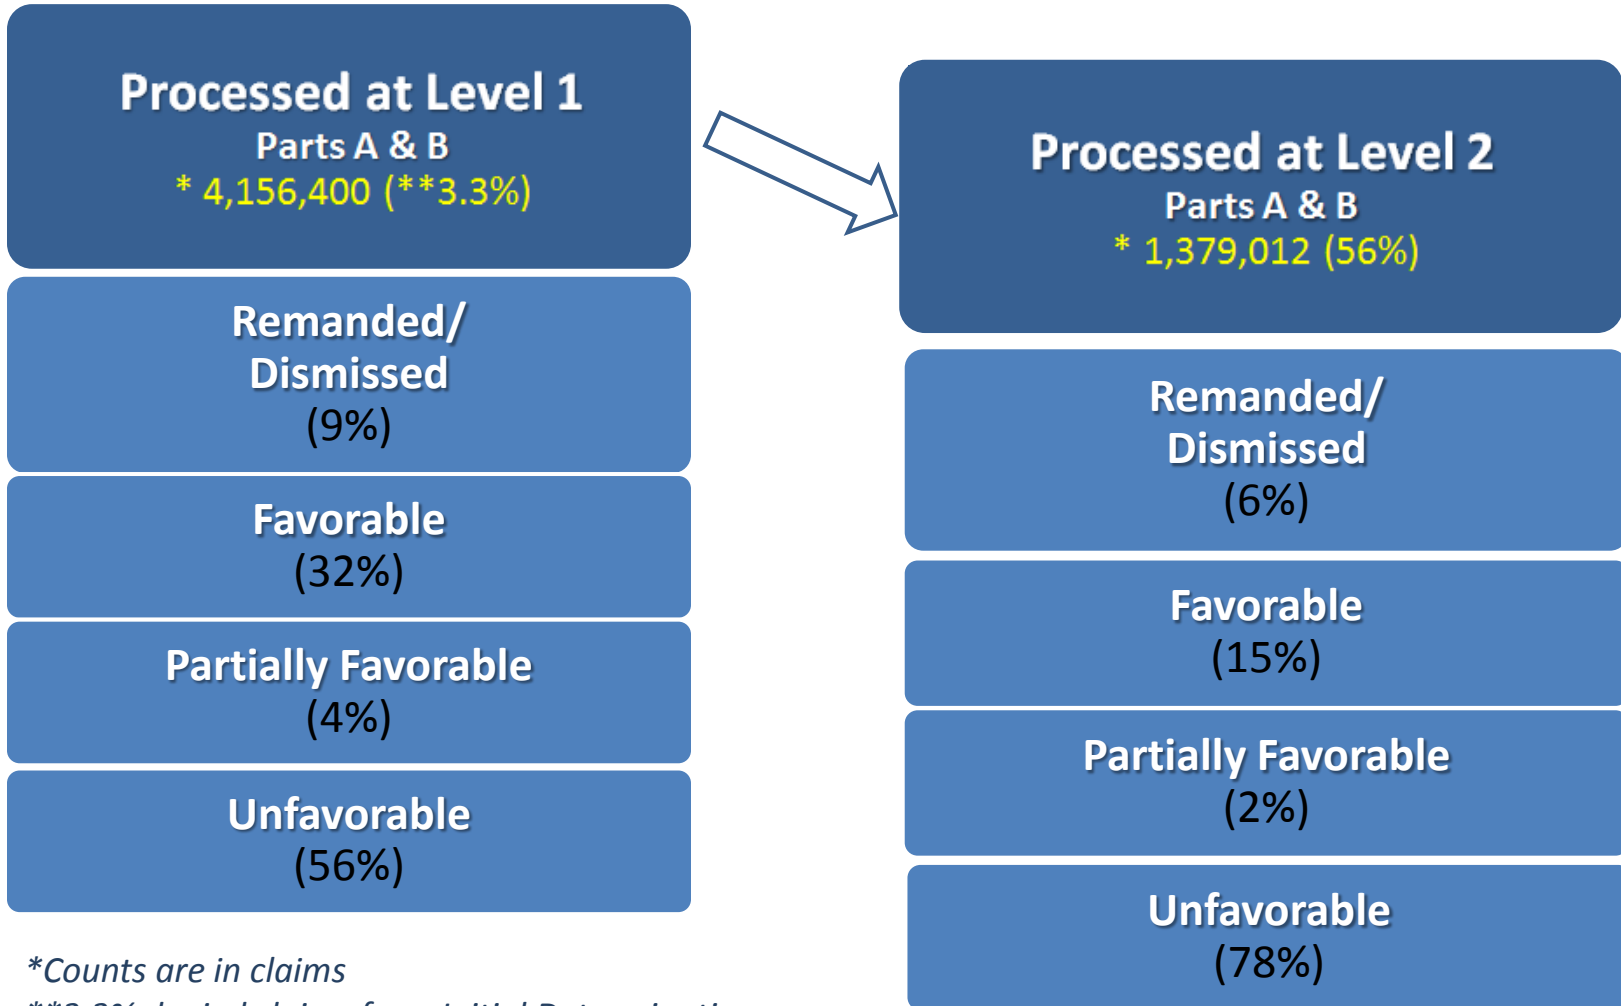 Processed at Level 1
Parts A & B
* 4,156,400 (**3.3%)
Remanded/
Dismissed
(9%)
Favorable
(32%)
Partially Favorable
(4%)
Unfavorable
(56%)
*Counts are in claims
Processed at Level 2
Parts A & B
* 1,379,012 (56%)
Remanded/
Dismissed
(6%)
Favorable
(15%)
Partially Favorable
(2%)
Unfavorable
(78%)